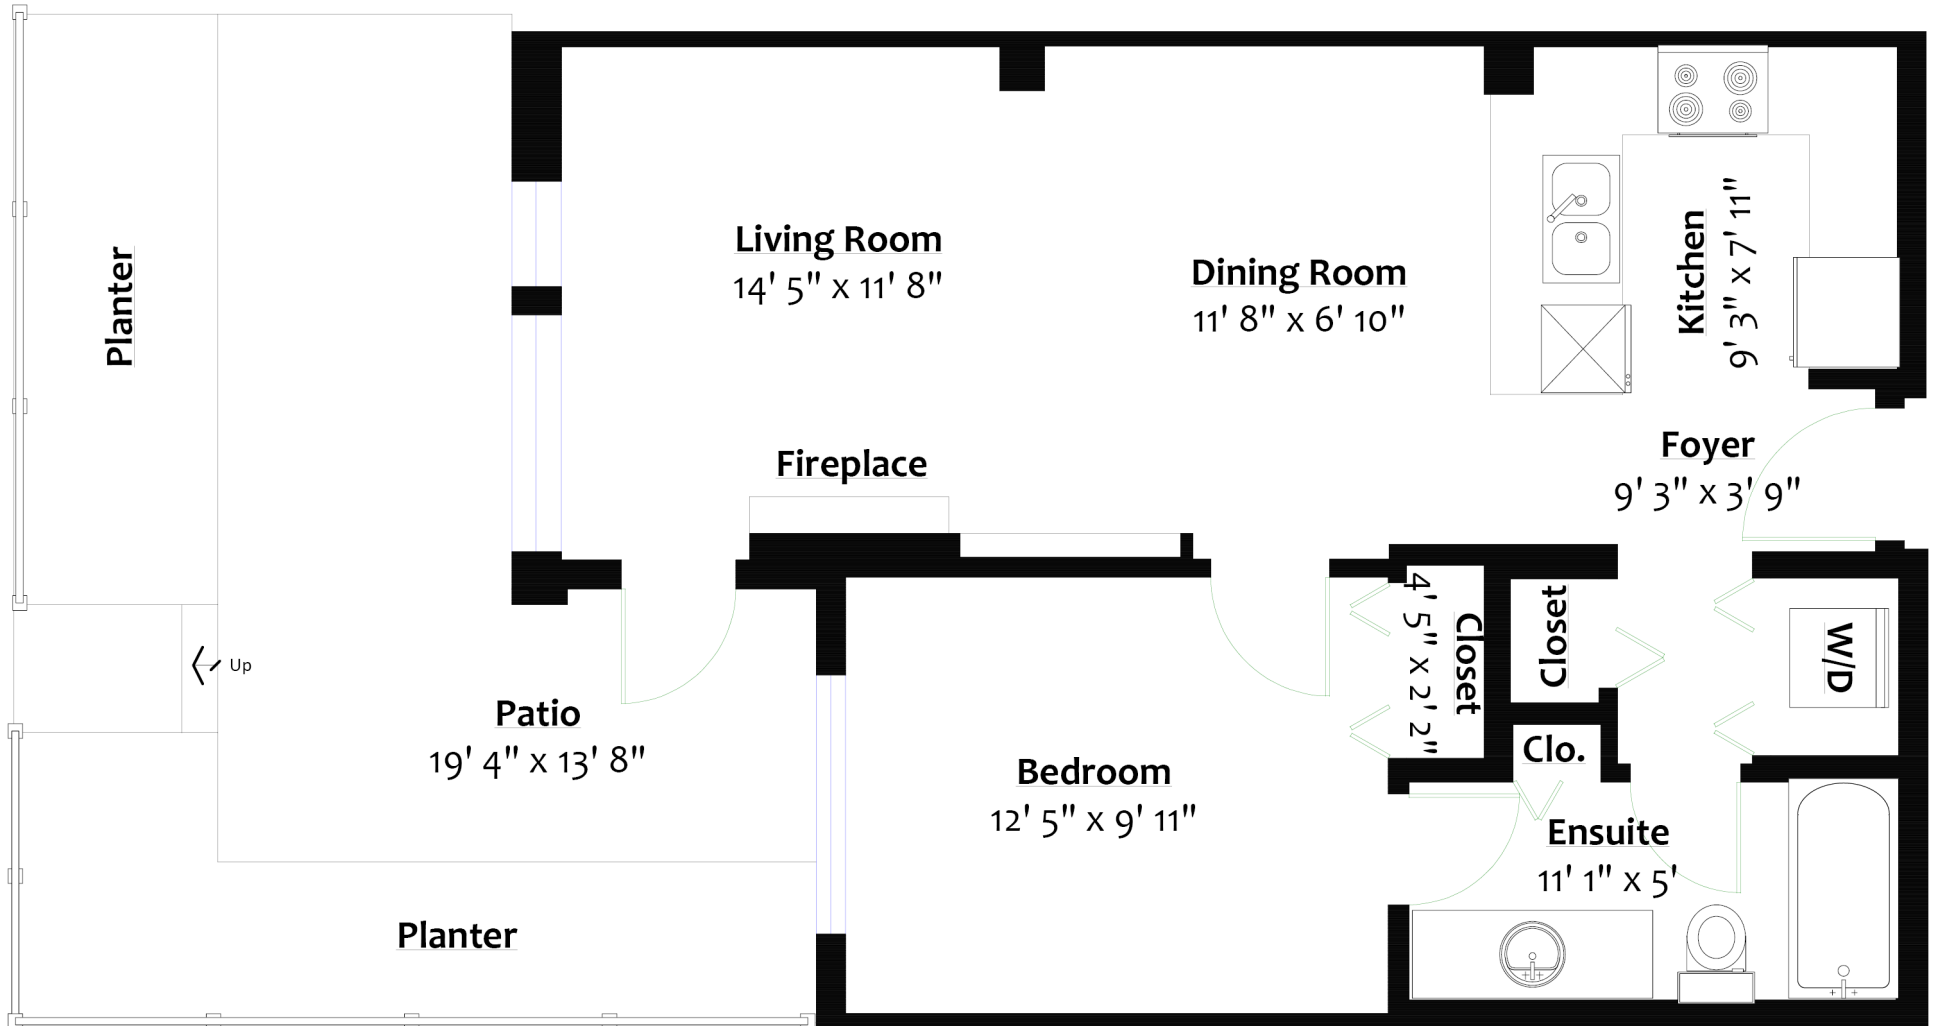 Planter
Living Room
14' 5" x 11' 8"
Dining Room
11' 8" x 6' 10"
Kitchen
9' 3" x 7' 11"
Fireplace
Foyer
9' 3" x 3' 9"
Up
Patio
19' 4" x 13' 8"
Closet
4' 5" x 2' 2"
Closet
W/D
Clo.
Bedroom
12' 5" x 9' 11"
Ensuite
11' 1" x 5'
Planter